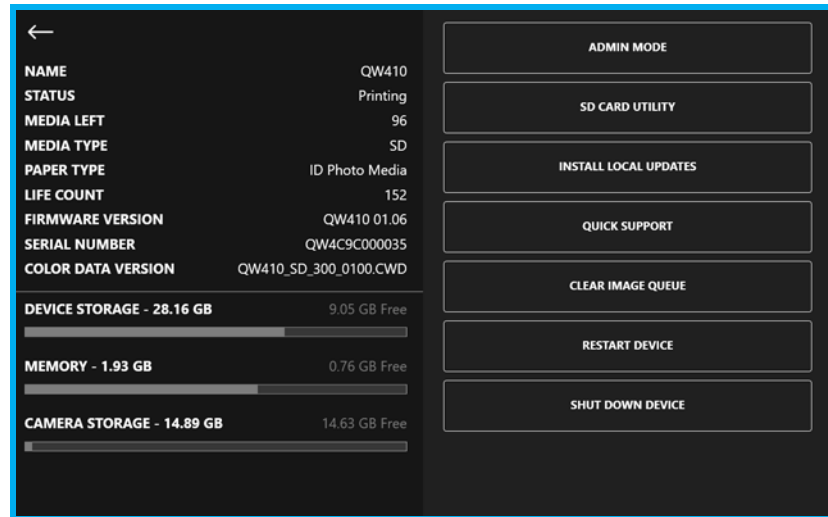 NAME QW410
STATUS Printing
MEDIA LEFT 96
MEDIA TYPE SD
PAPER TYPE ID Photo Media
LIFE COUNT 152
FIRMWARE VERSION QW410 01.06
SERIAL NUMBER QW4C9C000035
COLOR DATA VERSION QW410_SD_300_0100.CWD
DEVICE STORAGE - 28.16 GB 9.05 GB Free
MEMORY - 1.93 GB 0.76 GB Free
CAMERA STORAGE - 14.89 GB 14.63 GB Free
ADMIN MODE
SD CARD UTILITY
INSTALL LOCAL UPDATES
QUICK SUPPORT
CLEAR IMAGE QUEUE
RESTART DEVICE
SHUT DOWN DEVICE